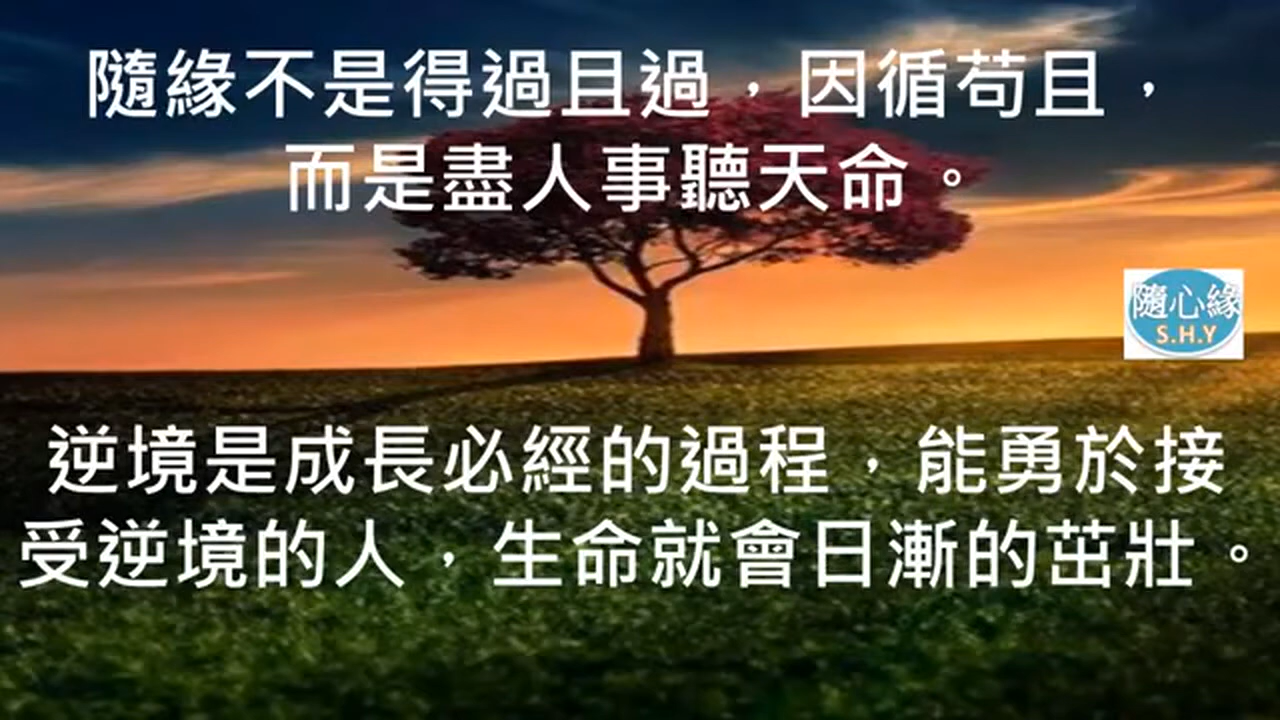 隨緣不是得過且過，因循苟且，
而是盡人事聽天命。
隨心緣
S.H.Y
逆境是成長必經的過程，能勇於接
受逆境的人，生命就會日漸的茁壯。